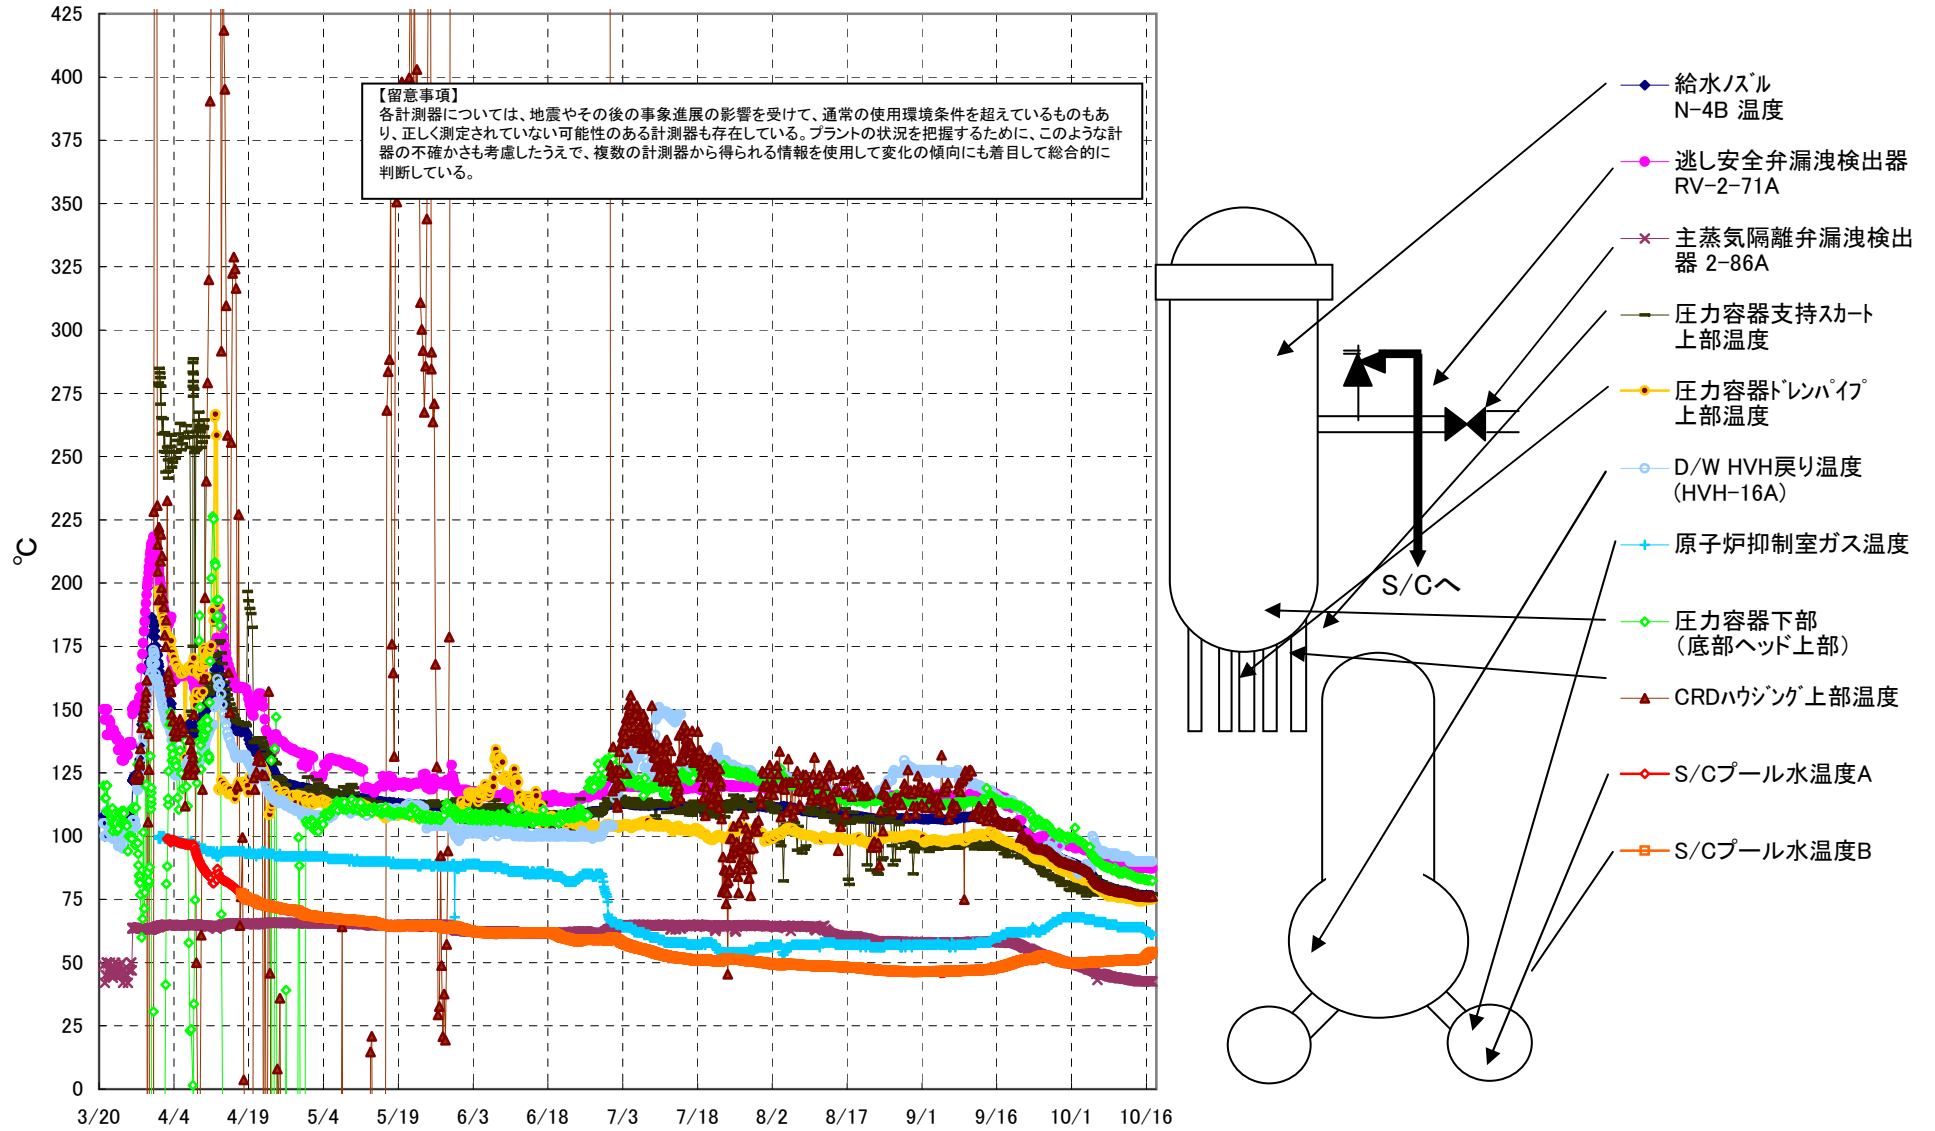 425
400
375
350
325
300
275
250
225
200
175
150
125
100
75
50
25
0
℃
3/20
4/4
4/19
5/4
5/19
6/3
6/18
7/3
7/18
8/2
8/17
9/1
9/16
10/1
10/16
【留意事項】
各計測器については、地震やその後の事象進展の影響を受けて、通常の使用環境条件を超えているものもあ
り、正しく測定されていない可能性のある計測器も存在している。プラントの状況を把握するために、このような計
器の不確かさも考慮したうえで、複数の計測器から得られる情報を使用して変化の傾向にも着目して総合的に
判断している。
S/Cへ
給水ﾉｽﾞﾙ
N-4B 温度
逃し安全弁漏洩検出器
RV-2-71A
主蒸気隔離弁漏洩検出
器 2-86A
圧力容器支持ｽｶｰﾄ
上部温度
圧力容器ﾄﾞﾚﾝﾊﾟｲﾌﾟ
上部温度
D/W HVH戻り温度
(HVH-16A)
原子炉抑制室ガス温度
圧力容器下部
（底部ヘッド上部）
CRDﾊｳｼﾞﾝｸﾞ上部温度
S/Cプール水温度A
S/Cプール水温度B